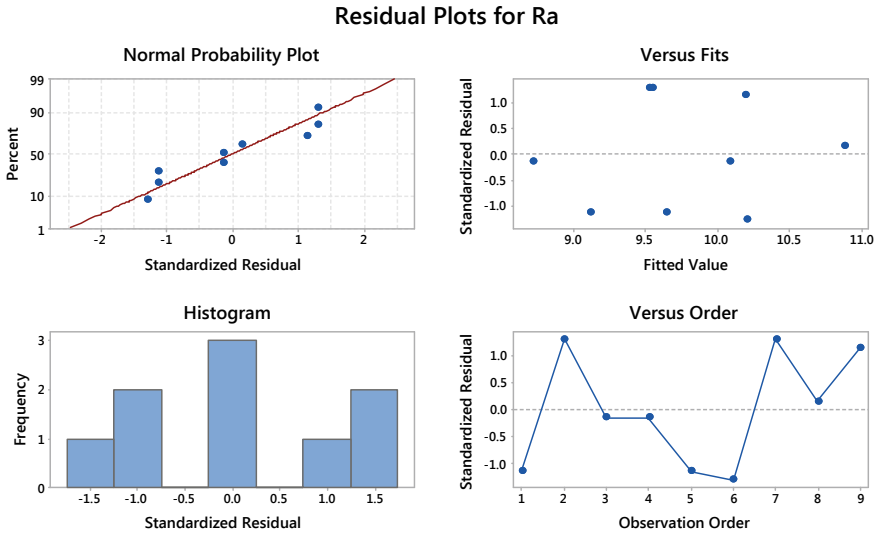 Residual Plots for Ra
Normal Probability Plot
99
90
50
10
1
Percent
-2 -1 0 1 2
Standardized Residual
Versus Fits
1.0
0.5
0.0
-0.5
-1.0
Standardized Residual
9.0 9.5 10.0 10.5 11.0
Fitted Value
Histogram
3
2
1
0
Frequency
-1.5 -1.0 -0.5 0.0 0.5 1.0 1.5
Standardized Residual
Versus Order
1.0
0.5
0.0
-0.5
-1.0
Standardized Residual
1 2 3 4 5 6 7 8 9
Observation Order